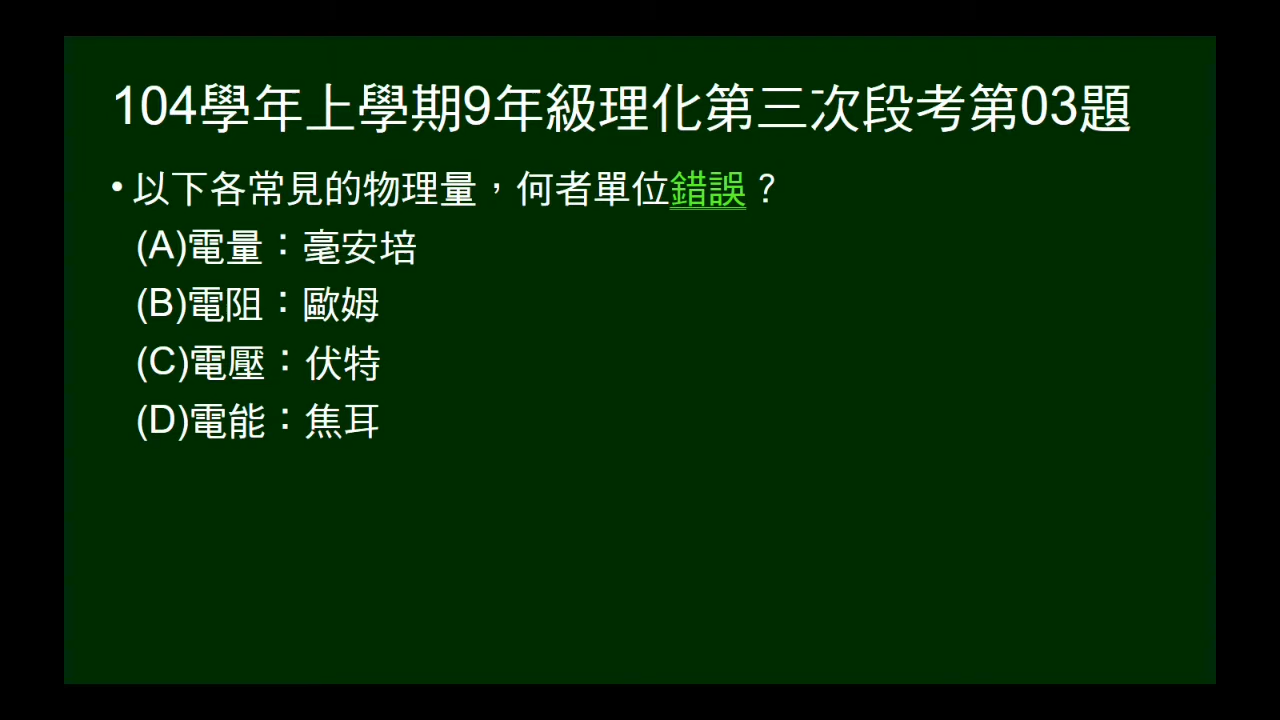 104學年上學期9年級理化第三次段考第03題
•以下各常見的物理量，何者單位錯誤？
(A)電量：毫安培
(B)電阻：歐姆
(C)電壓：伏特
(D)電能：焦耳